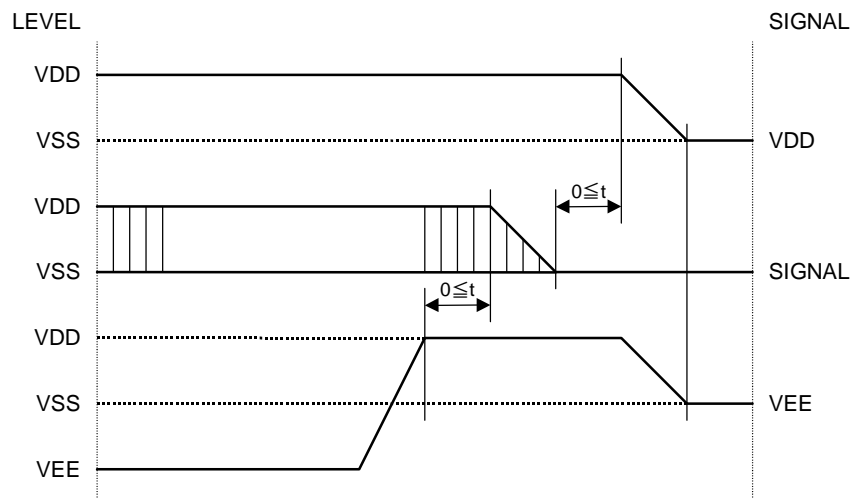 LEVEL SIGNAL
VDD
VSS VDD
VDD 0≦t
VSS SIGNAL
0≦t
VDD
VSS VEE
VEE